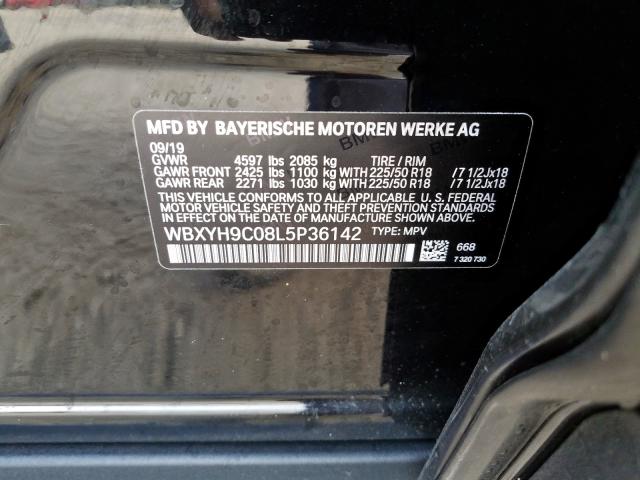 MFD BY BAYERISCHE MOTOREN WERKE AG
09/19
GVWR 4597 lbs 2085 kg TIRE / RIM
GAWR FRONT 2425 lbs 1100 kg WITH 225/50 R18 /7 1/2Jx18
GAWR REAR 2271 lbs 1030 kg WITH 225/50 R18 /7 1/2Jx18
THIS VEHICLE CONFORMS TO ALL APPLICABLE U.S. FEDERAL
MOTOR VEHICLE SAFETY AND THEFT PREVENTION STANDARDS
IN EFFECT ON THE DATE OF MANUFACTURE SHOWN ABOVE.
WBXYH9C08L5P36142 TYPE: MPV
668
7 320 730